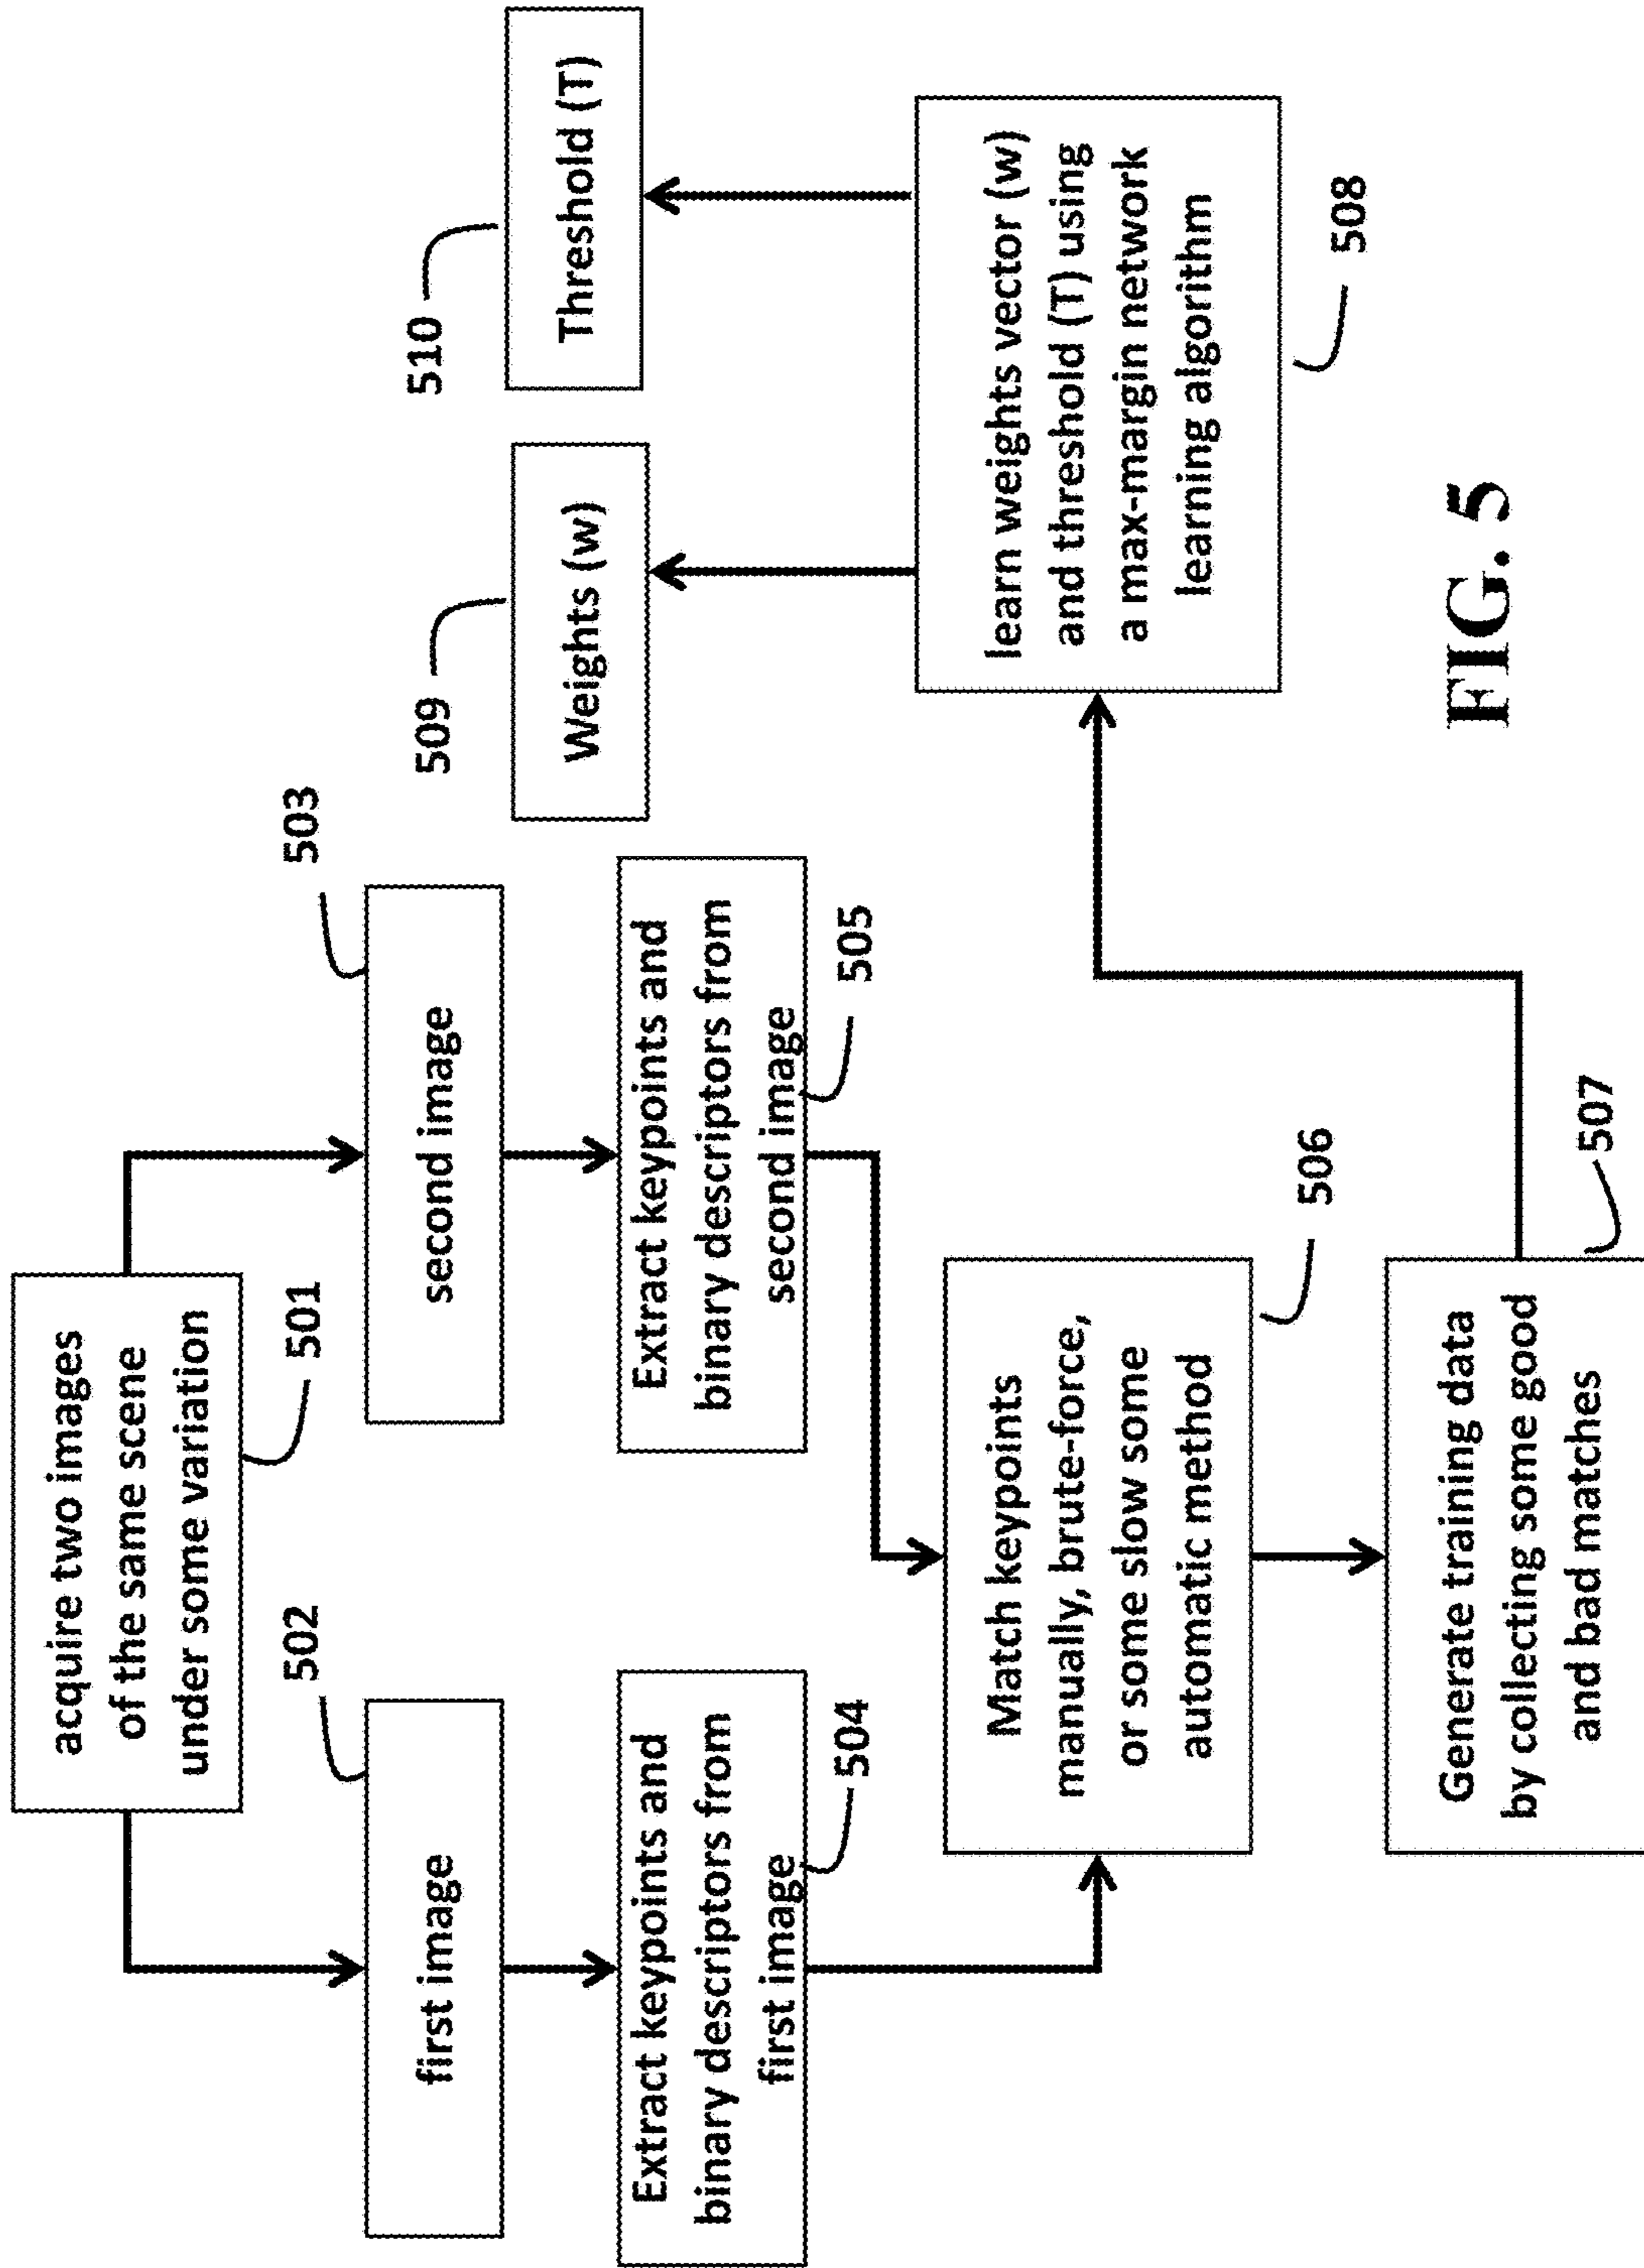 acquire two images
of the same scene
under some variation
501
502
first image
503
second image
Extract keypoints and
binary descriptors from
first image
504
Extract keypoints and
binary descriptors from
second image
505
Match keypoints
manually, brute-force,
or some slow some
automatic method
506
Generate training data
by collecting some good
and bad matches
507
learn weights vector (w)
and threshold (T) using
a max-margin network
learning algorithm
508
509
Weights (w)
510
Threshold (T)
FIG. 5